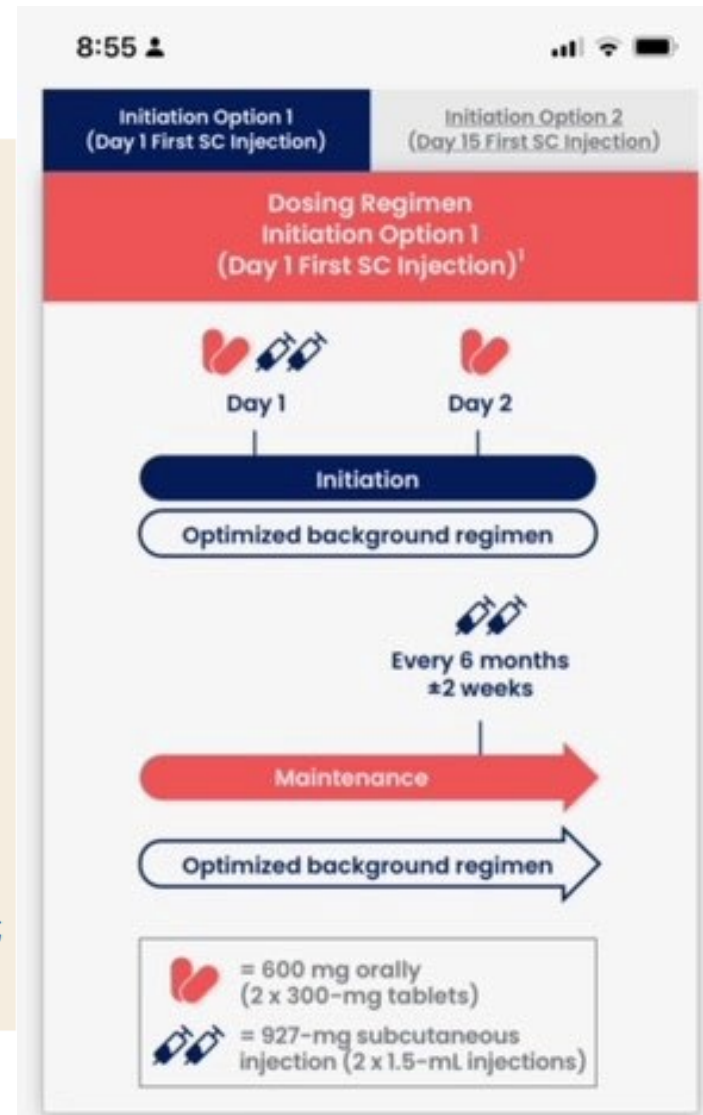 8:55
Initiation Option 1
(Day 1 First SC Injection)
Initiation Option 2
(Day 15 First SC Injection)
Dosing Regimen
Initiation Option 1
(Day 1 First SC Injection)¹
Day 1
Day 2
Initiation
Optimized background regimen
Every 6 months
±2 weeks
Maintenance
Optimized background regimen
= 600 mg orally
(2 x 300-mg tablets)
= 927-mg subcutaneous
injection (2 x 1.5-mL injections)